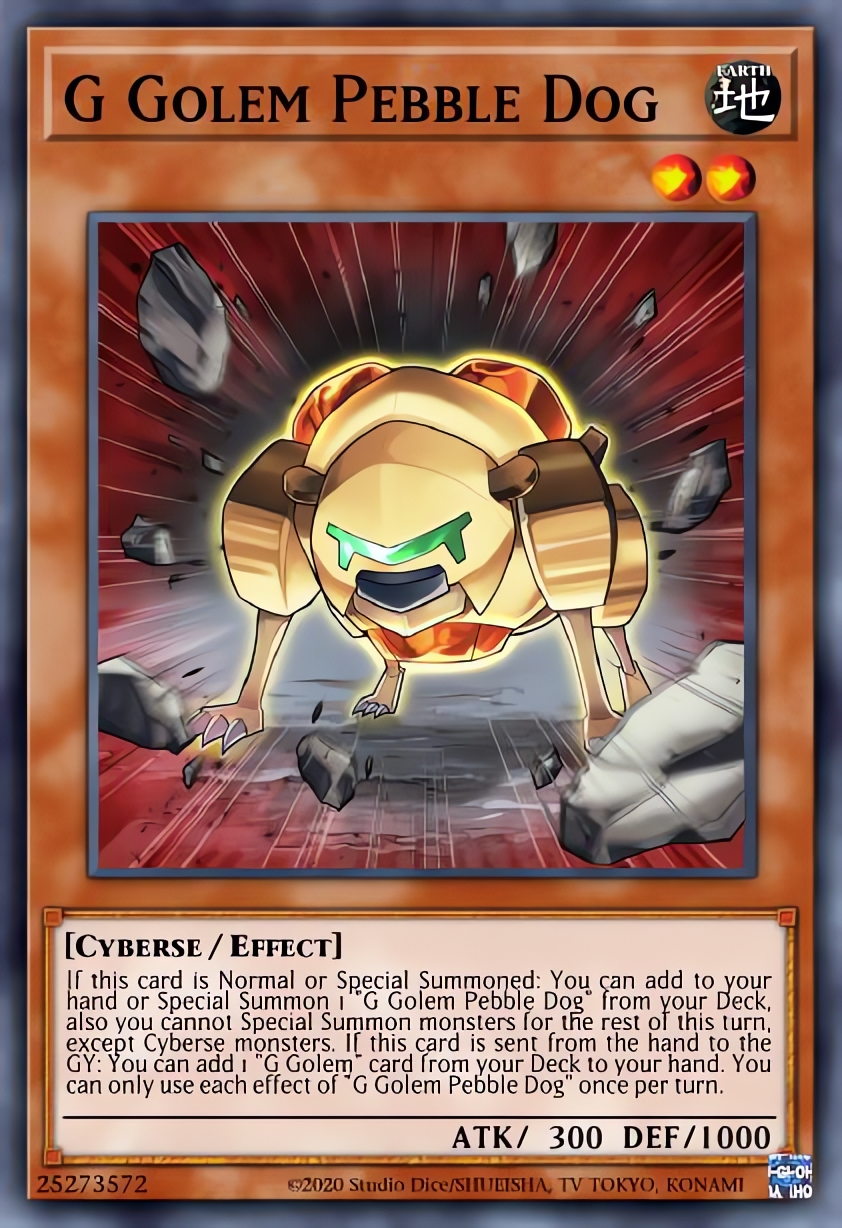 G Golem Pebble Dog
EARTH
地
[Cyberse / Effect]
If this card is Normal or Special Summoned: You can add to your
hand or Special Summon 1 "G Golem Pebble Dog" from your Deck,
also you cannot Special Summon monsters for the rest of this turn,
except Cyberse monsters. If this card is sent from the hand to the
GY: You can add 1 "G Golem" card from your Deck to your hand. You
can only use each effect of "G Golem Pebble Dog" once per turn.
ATK/ 300 DEF/1000
25273572
©2020 Studio Dice/SHUEISHA, TV TOKYO, KONAMI